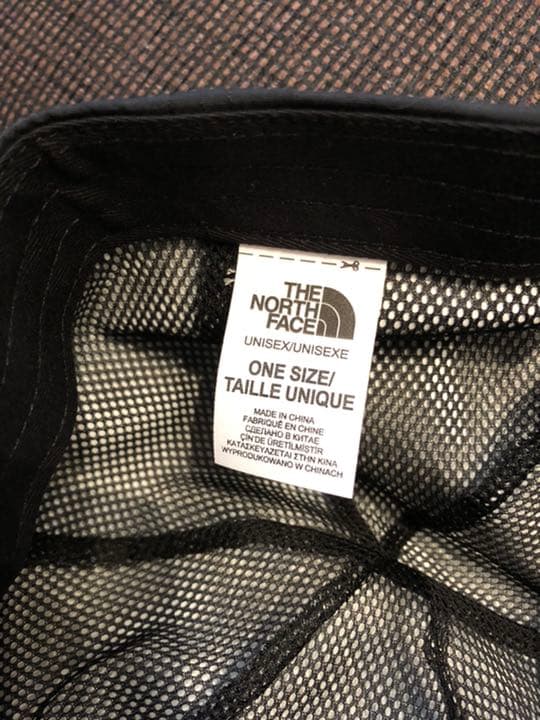 THE
NORTH
FACE
UNISEX/UNISEXE
ONE SIZE/
TAILLE UNIQUE
MADE IN CHINA
FABRIQUÉ EN CHINE
СДЕЛАНО В КИТАЕ
ÇİN'DE ÜRETİLMİŞTİR
ΚΑΤΑΣΚΕΥΑΖΕΤΑΙ ΣΤΗΝ ΚΙΝΑ
WYPRODUKOWANO W CHINACH